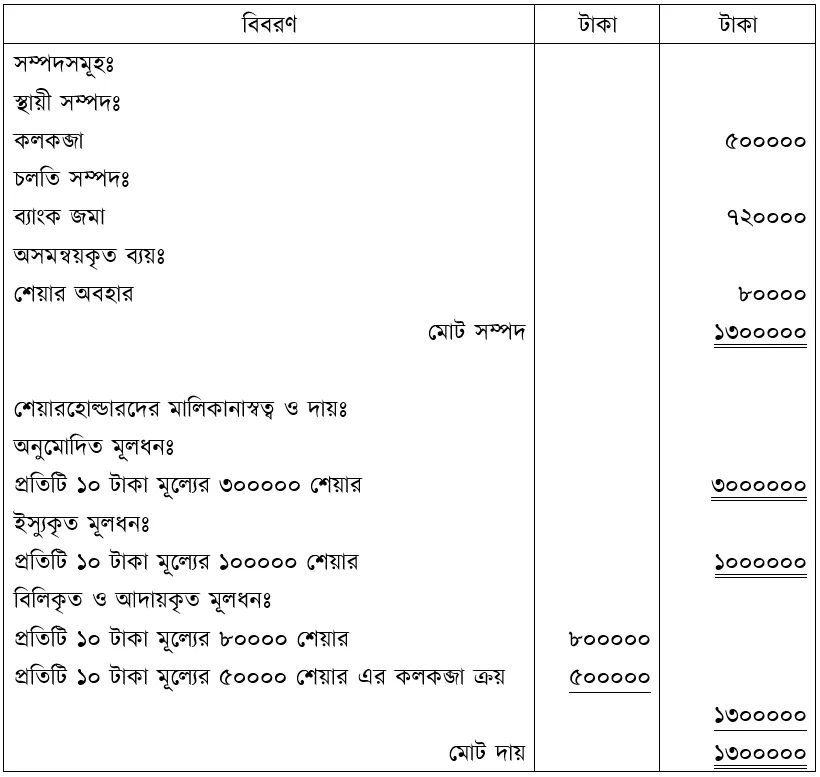 বিবরণ টাকা টাকা
সম্পদসমূহঃ
স্থায়ী সম্পদঃ
কলকব্জা ৫০০০০০
চলতি সম্পদঃ
ব্যাংক জমা ৭২০০০০
অসমন্বয়কৃত ব্যয়ঃ
শেয়ার অবহার ৮০০০০
মোট সম্পদ ১৩০০০০০
শেয়ারহোল্ডারদের মালিকানাস্বত্ব ও দায়ঃ
অনুমোদিত মূলধনঃ
প্রতিটি ১০ টাকা মূল্যের ৩০০০০০ শেয়ার ৩০০০০০০
ইস্যুকৃত মূলধনঃ
প্রতিটি ১০ টাকা মূল্যের ১০০০০০ শেয়ার ১০০০০০০
বিলিকৃত ও আদায়কৃত মূলধনঃ
প্রতিটি ১০ টাকা মূল্যের ৮০০০০ শেয়ার ৮০০০০০
প্রতিটি ১০ টাকা মূল্যের ৫০০০০ শেয়ার এর কলকব্জা ক্রয় ৫০০০০০
১৩০০০০০
মোট দায় ১৩০০০০০